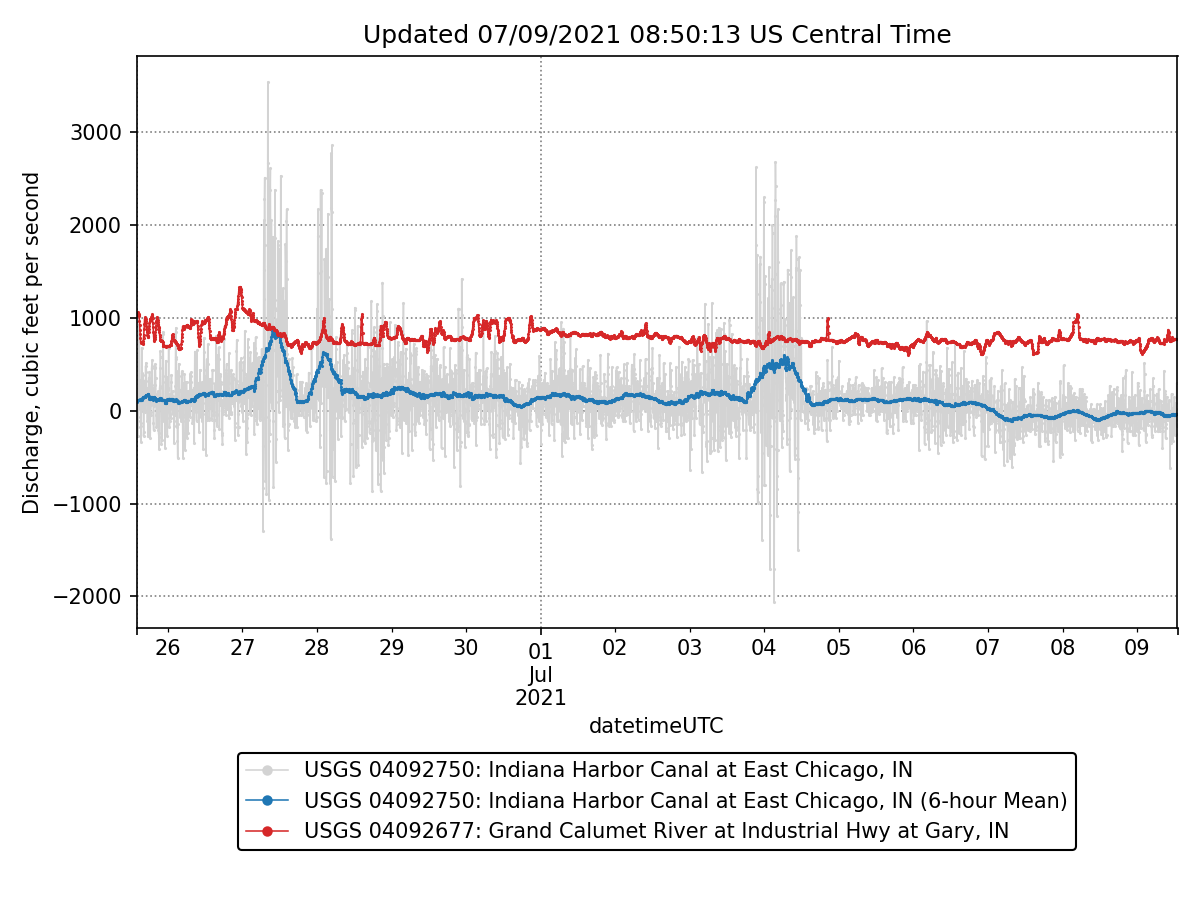 Updated 07/09/2021 08:50:13 US Central Time
Discharge, cubic feet per second
3000
2000
1000
0
−1000
−2000
26 27 28 29 30 01 02 03 04 05 06 07 08 09
Jul
2021
datetimeUTC
USGS 04092750: Indiana Harbor Canal at East Chicago, IN
USGS 04092750: Indiana Harbor Canal at East Chicago, IN (6-hour Mean)
USGS 04092677: Grand Calumet River at Industrial Hwy at Gary, IN